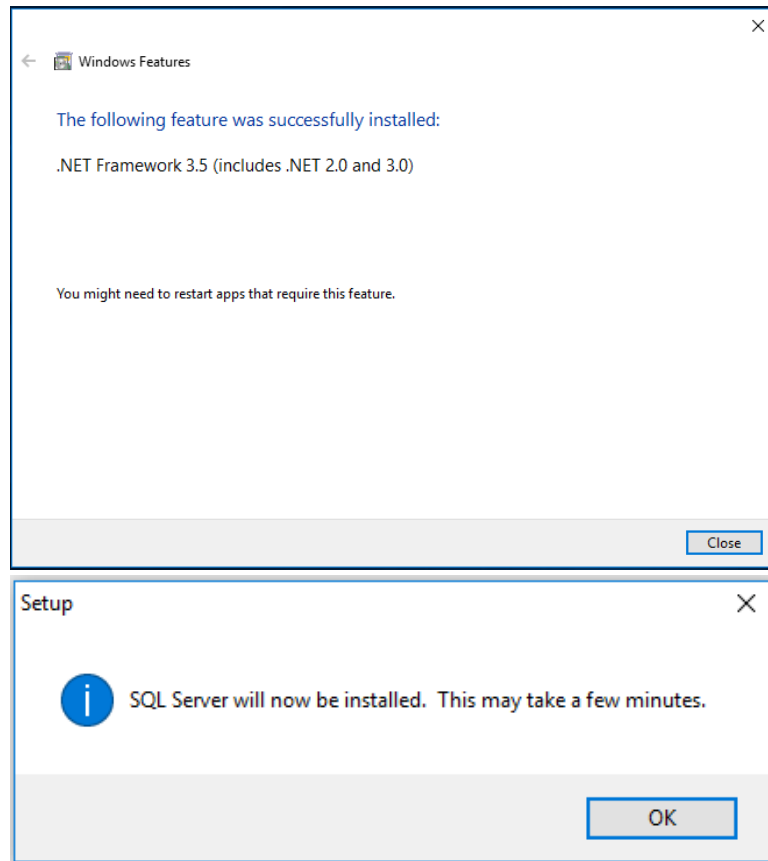 Windows Features
The following feature was successfully installed:
.NET Framework 3.5 (includes .NET 2.0 and 3.0)
You might need to restart apps that require this feature.
Close
Setup
SQL Server will now be installed.  This may take a few minutes.
OK